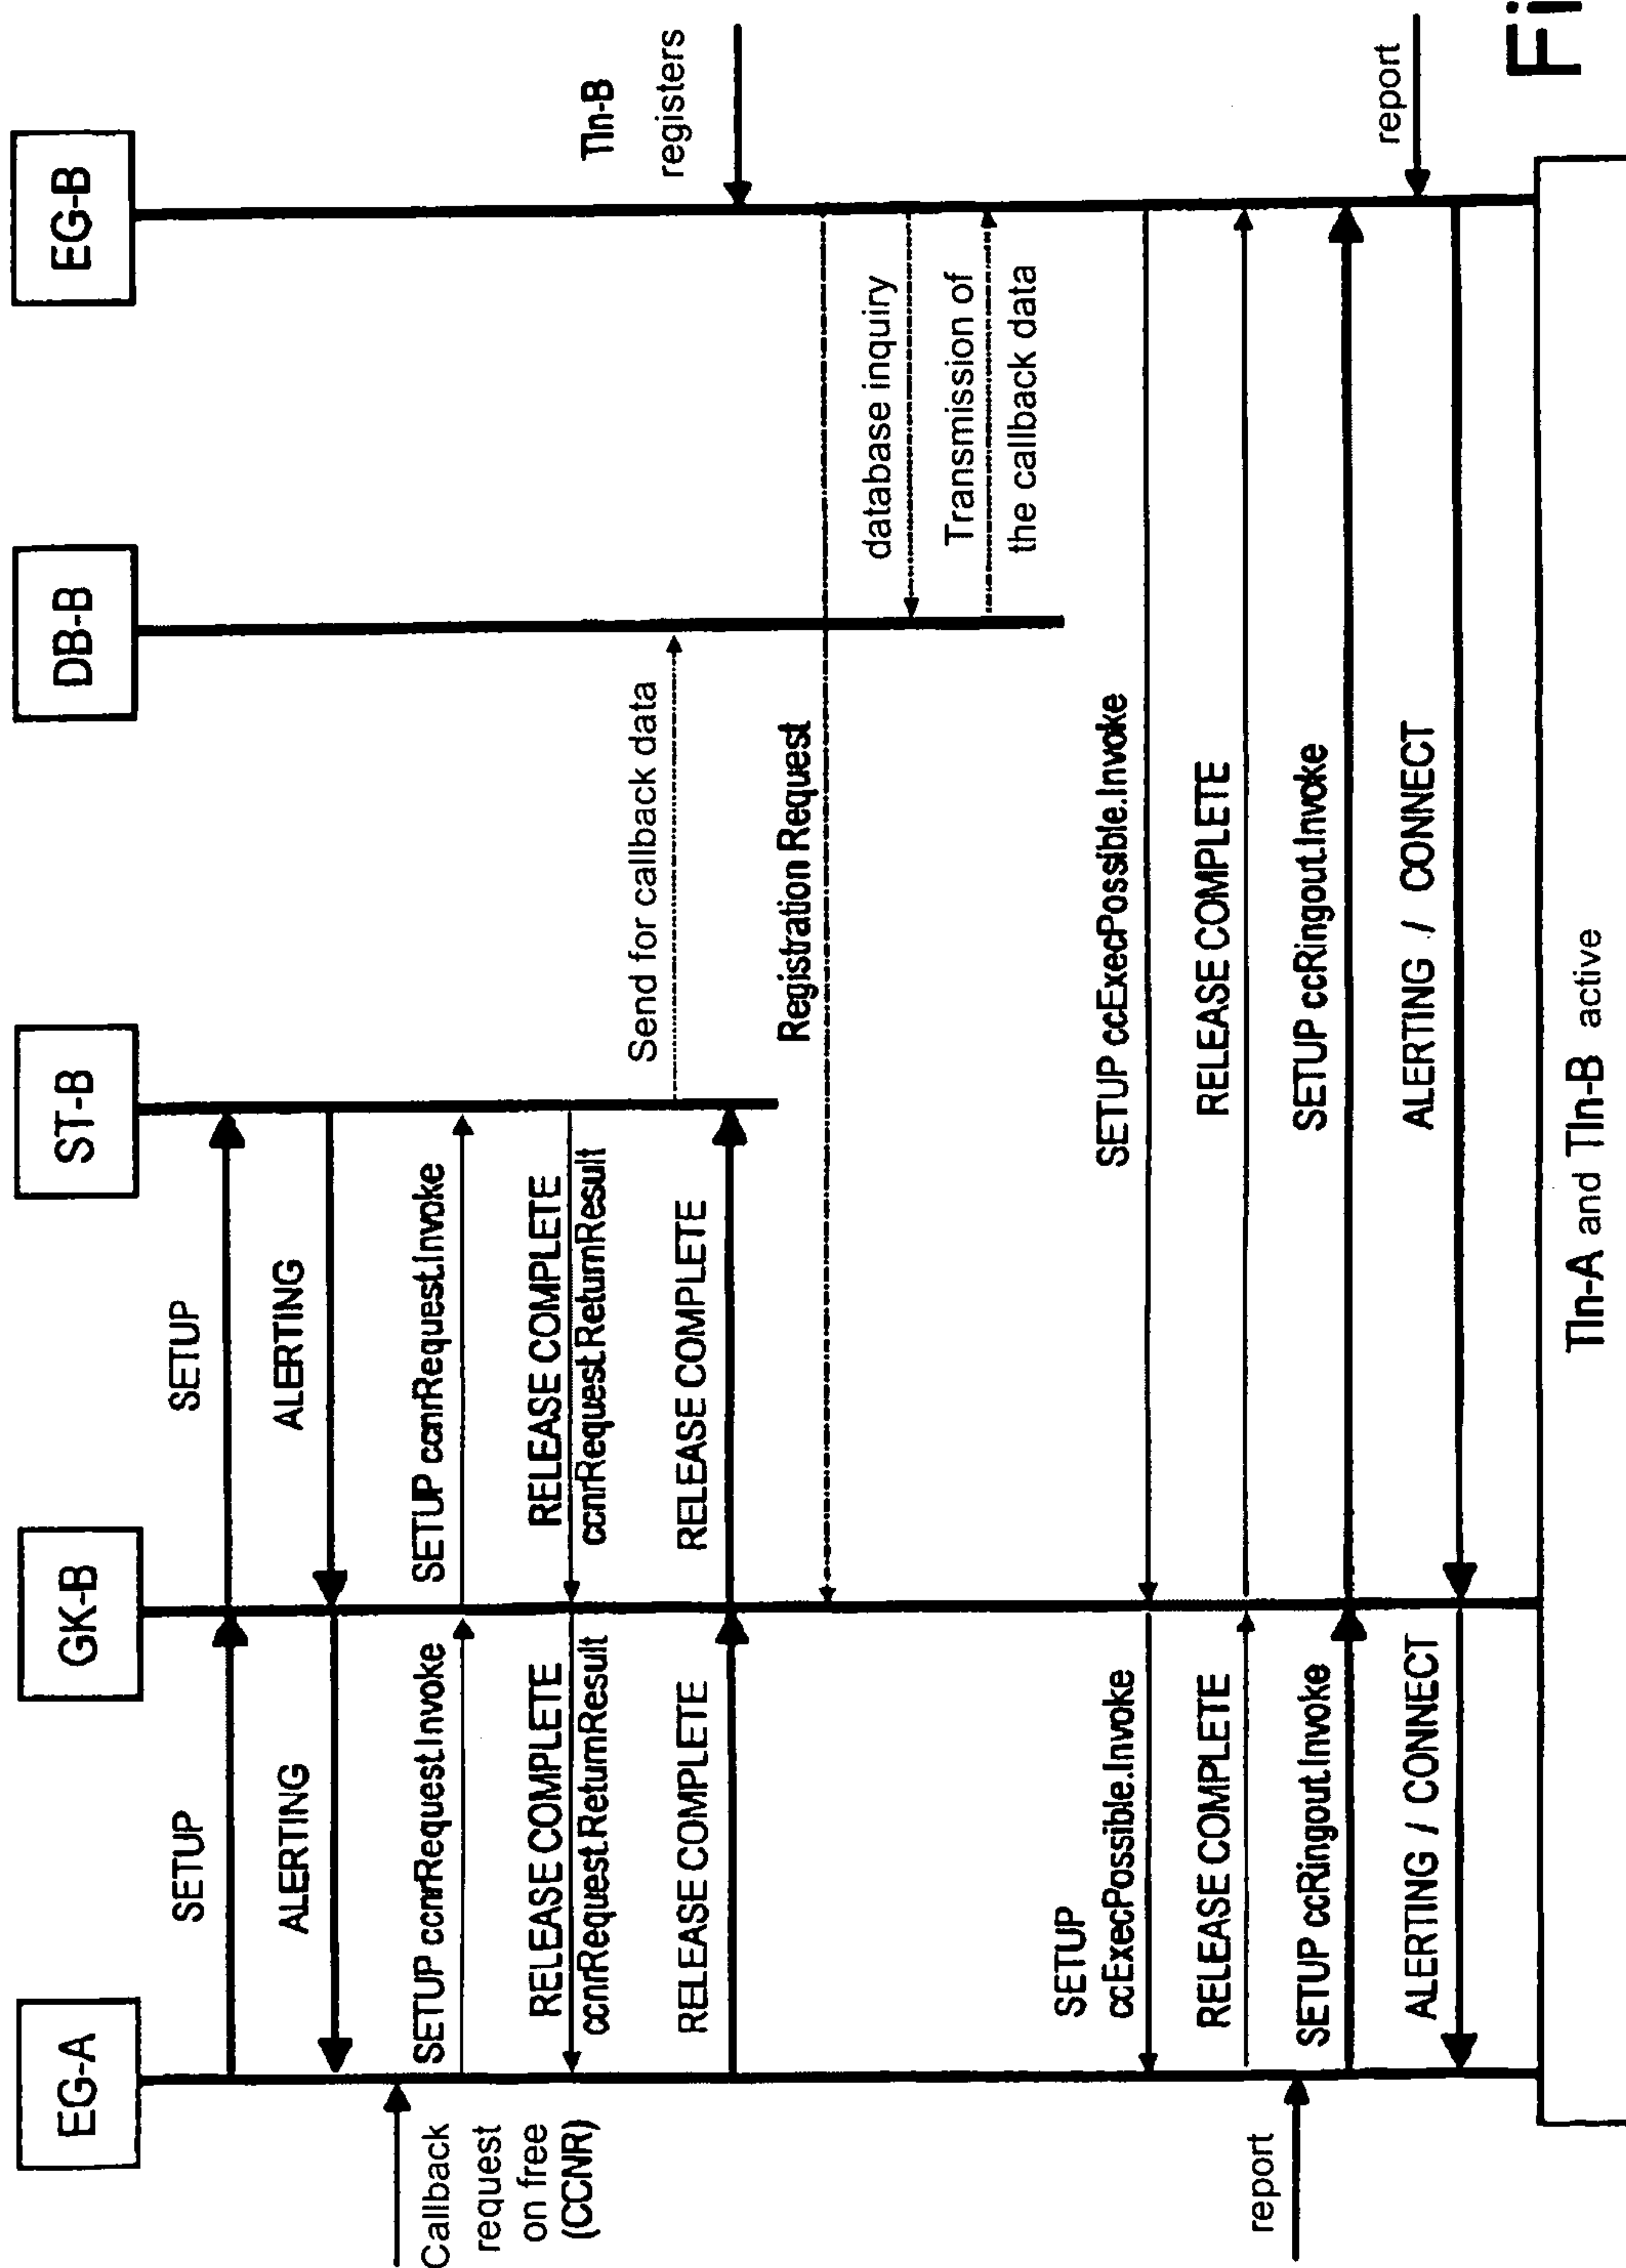 EG-A
GK-B
ST-B
DB-B
EG-B
SETUP
SETUP
ALERTING
ALERTING
Callback
request
on free
(CCNR)
SETUP ccnrRequest.Invoke
SETUP ccnrRequest.Invoke
RELEASE COMPLETE
ccnrRequest.ReturnResult
RELEASE COMPLETE
ccnrRequest.ReturnResult
Send for callback data
RELEASE COMPLETE
RELEASE COMPLETE
Tln-B
registers
Registration Request
database inquiry
Transmission of
the callback data
SETUP
ccExecPossible.Invoke
SETUP ccExecPossible.Invoke
RELEASE COMPLETE
RELEASE COMPLETE
report
SETUP ccRingout.Invoke
SETUP ccRingout.Invoke
report
ALERTING / CONNECT
ALERTING / CONNECT
Tln-A and Tln-B active
Fi